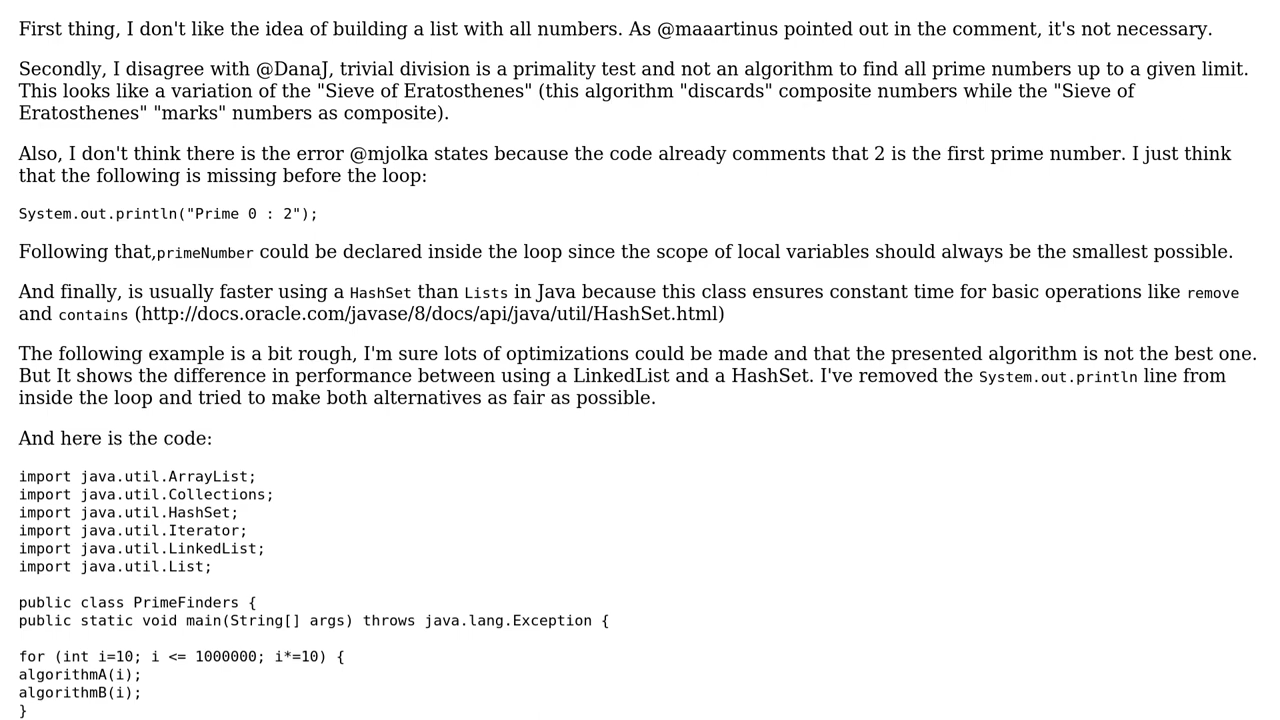 First thing, I don't like the idea of building a list with all numbers. As @maaartinus pointed out in the comment, it's not necessary.
Secondly, I disagree with @DanaJ, trivial division is a primality test and not an algorithm to find all prime numbers up to a given limit.
This looks like a variation of the "Sieve of Eratosthenes" (this algorithm "discards" composite numbers while the "Sieve of
Eratosthenes" "marks" numbers as composite).
Also, I don't think there is the error @mjolka states because the code already comments that 2 is the first prime number. I just think
that the following is missing before the loop:
System.out.println("Prime 0 : 2");
Following that,primeNumber could be declared inside the loop since the scope of local variables should always be the smallest possible.
And finally, is usually faster using a HashSet than Lists in Java because this class ensures constant time for basic operations like remove
and contains (http://docs.oracle.com/javase/8/docs/api/java/util/HashSet.html)
The following example is a bit rough, I'm sure lots of optimizations could be made and that the presented algorithm is not the best one.
But It shows the difference in performance between using a LinkedList and a HashSet. I've removed the System.out.println line from
inside the loop and tried to make both alternatives as fair as possible.
And here is the code:
import java.util.ArrayList;
import java.util.Collections;
import java.util.HashSet;
import java.util.Iterator;
import java.util.LinkedList;
import java.util.List;
public class PrimeFinders {
public static void main(String[] args) throws java.lang.Exception {
for (int i=10; i <= 1000000; i*=10) {
algorithmA(i);
algorithmB(i);
}